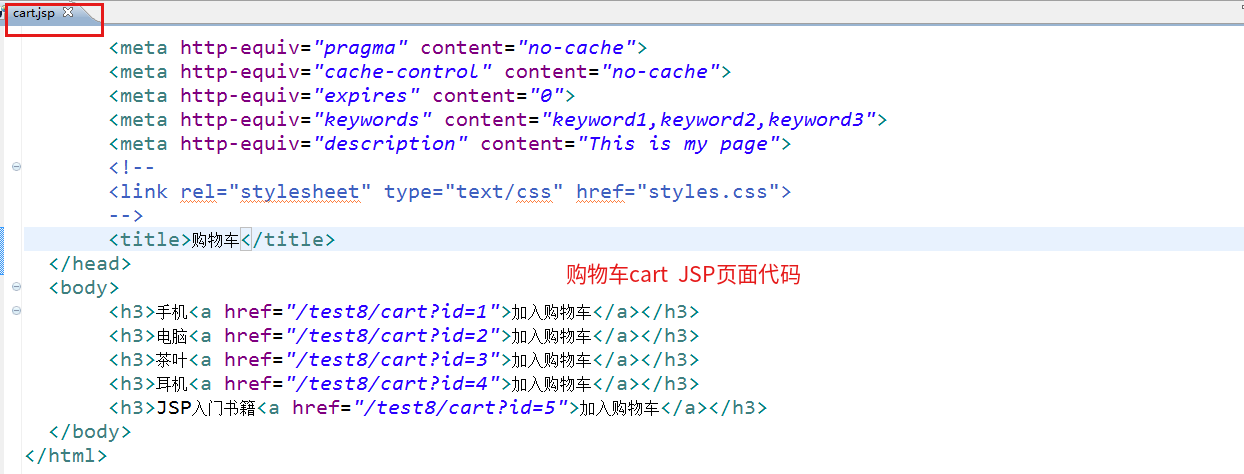 cart.jsp
<meta http-equiv="pragma" content="no-cache">
<meta http-equiv="cache-control" content="no-cache">
<meta http-equiv="expires" content="0">
<meta http-equiv="keywords" content="keyword1,keyword2,keyword3">
<meta http-equiv="description" content="This is my page">
<!--
<link rel="stylesheet" type="text/css" href="styles.css">
-->
<title>购物车</title>
</head>
购物车cart JSP页面代码
<body>
<h3>手机<a href="/test8/cart?id=1">加入购物车</a></h3>
<h3>电脑<a href="/test8/cart?id=2">加入购物车</a></h3>
<h3>茶叶<a href="/test8/cart?id=3">加入购物车</a></h3>
<h3>耳机<a href="/test8/cart?id=4">加入购物车</a></h3>
<h3>JSP入门书籍<a href="/test8/cart?id=5">加入购物车</a></h3>
</body>
</html>